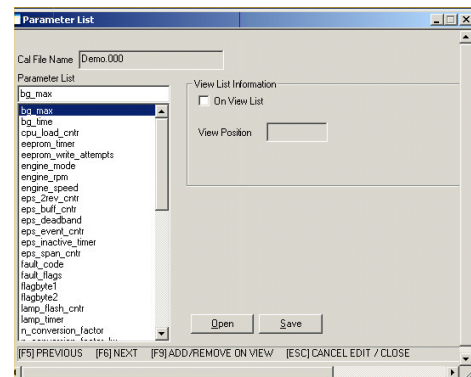 Parameter List
Cal File Name Demo.000
Parameter List
bg_max
bg_max
bg_time
cpu_load_cntr
eeprom_timer
eeprom_write_attempts
engine_mode
engine_rpm
engine_speed
eps_2rev_cntr
eps_buff_cntr
eps_deadband
eps_event_cntr
eps_inactive_timer
eps_span_cntr
fault_code
fault_flags
flagbyte1
flagbyte2
lamp_flash_cntr
lamp_timer
n_conversion_factor
View List Information
On View List
View Position
Open Save
[F5] PREVIOUS [F6] NEXT [F9] ADD/REMOVE ON VIEW [ESC] CANCEL EDIT / CLOSE